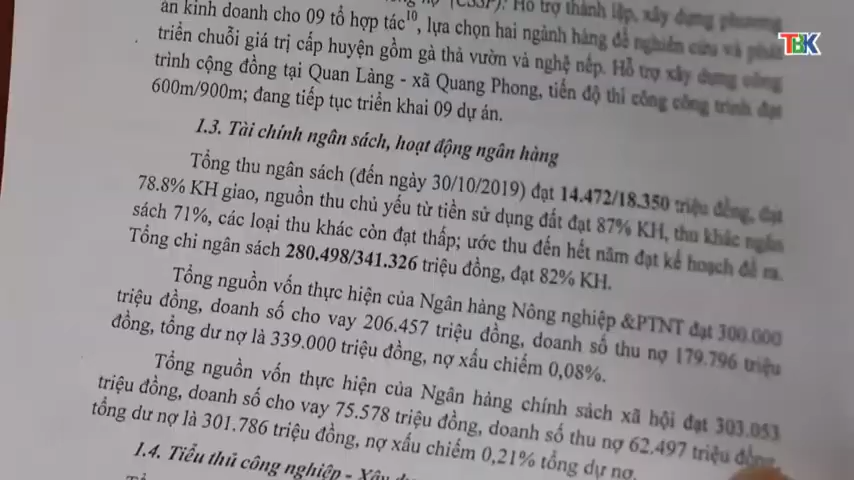 (CSSP). Hỗ trợ thành lập, xây dựng phương
án kinh doanh cho 09 tổ hợp tác10, lựa chọn hai ngành hàng để nghiên cứu và phát
triển chuỗi giá trị cấp huyện gồm gà thả vườn và nghệ nếp. Hỗ trợ xây dựng công
trình cộng đồng tại Quan Làng - xã Quang Phong, tiến độ thi công công trình đạt
600m/900m; đang tiếp tục triển khai 09 dự án.
1.3. Tài chính ngân sách, hoạt động ngân hàng
Tổng thu ngân sách (đến ngày 30/10/2019) đạt 14.472/18.350 triệu đồng, đạt
78.8% KH giao, nguồn thu chủ yếu từ tiền sử dụng đất đạt 87% KH, thu khác ngân
sách 71%, các loại thu khác còn đạt thấp; ước thu đến hết năm đạt kế hoạch đề ra.
Tổng chi ngân sách 280.498/341.326 triệu đồng, đạt 82% KH.
Tổng nguồn vốn thực hiện của Ngân hàng Nông nghiệp &PTNT đạt 300.000
triệu đồng, doanh số cho vay 206.457 triệu đồng, doanh số thu nợ 179.796 triệu
đồng, tổng dư nợ là 339.000 triệu đồng, nợ xấu chiếm 0,08%.
Tổng nguồn vốn thực hiện của Ngân hàng chính sách xã hội đạt 303.053
triệu đồng, doanh số cho vay 75.578 triệu đồng, doanh số thu nợ 62.497 triệu đồng,
tổng dư nợ là 301.786 triệu đồng, nợ xấu chiếm 0,21% tổng dự nợ.
1.4. Tiểu thủ công nghiệp - Xây
TBK